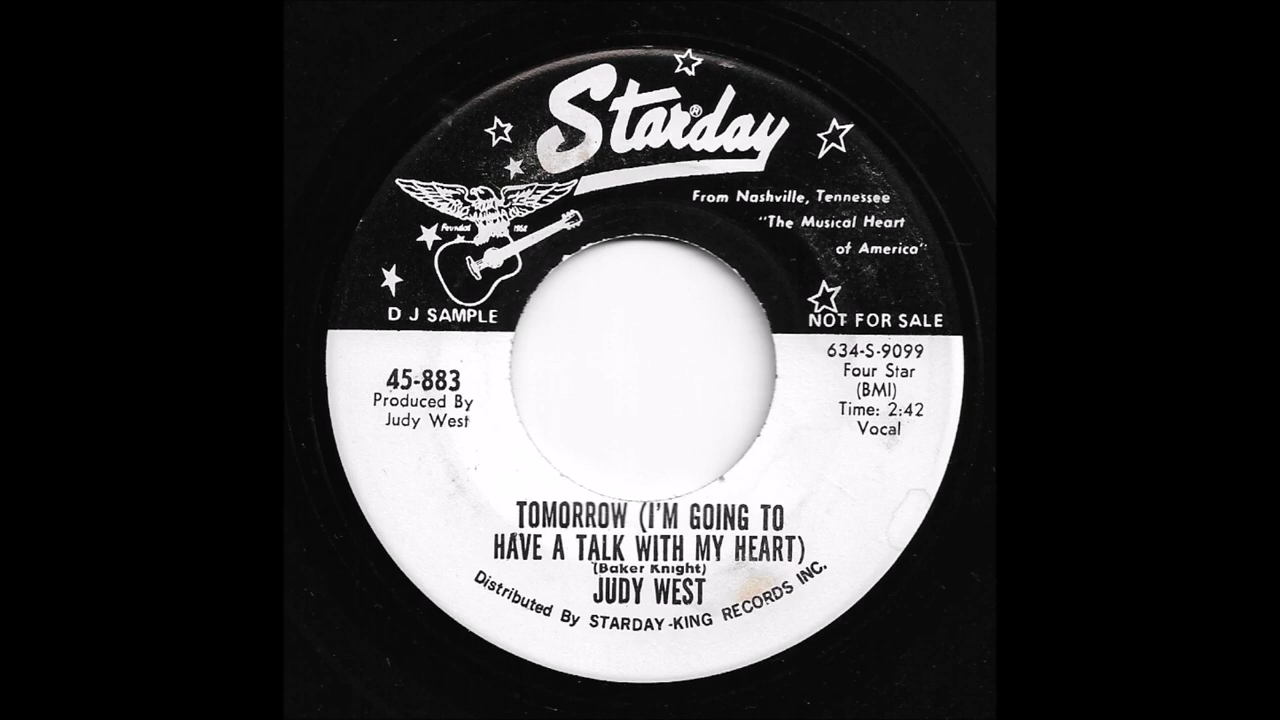 Starday®
From Nashville, Tennessee
"The Musical Heart
of America"
Founded 1952
D J SAMPLE
NOT FOR SALE
45-883
Produced By
Judy West
634-S-9099
Four Star
(BMI)
Time: 2:42
Vocal
TOMORROW (I'M GOING TO
HAVE A TALK WITH MY HEART)
(Baker Knight)
JUDY WEST
Distributed By STARDAY-KING RECORDS INC.